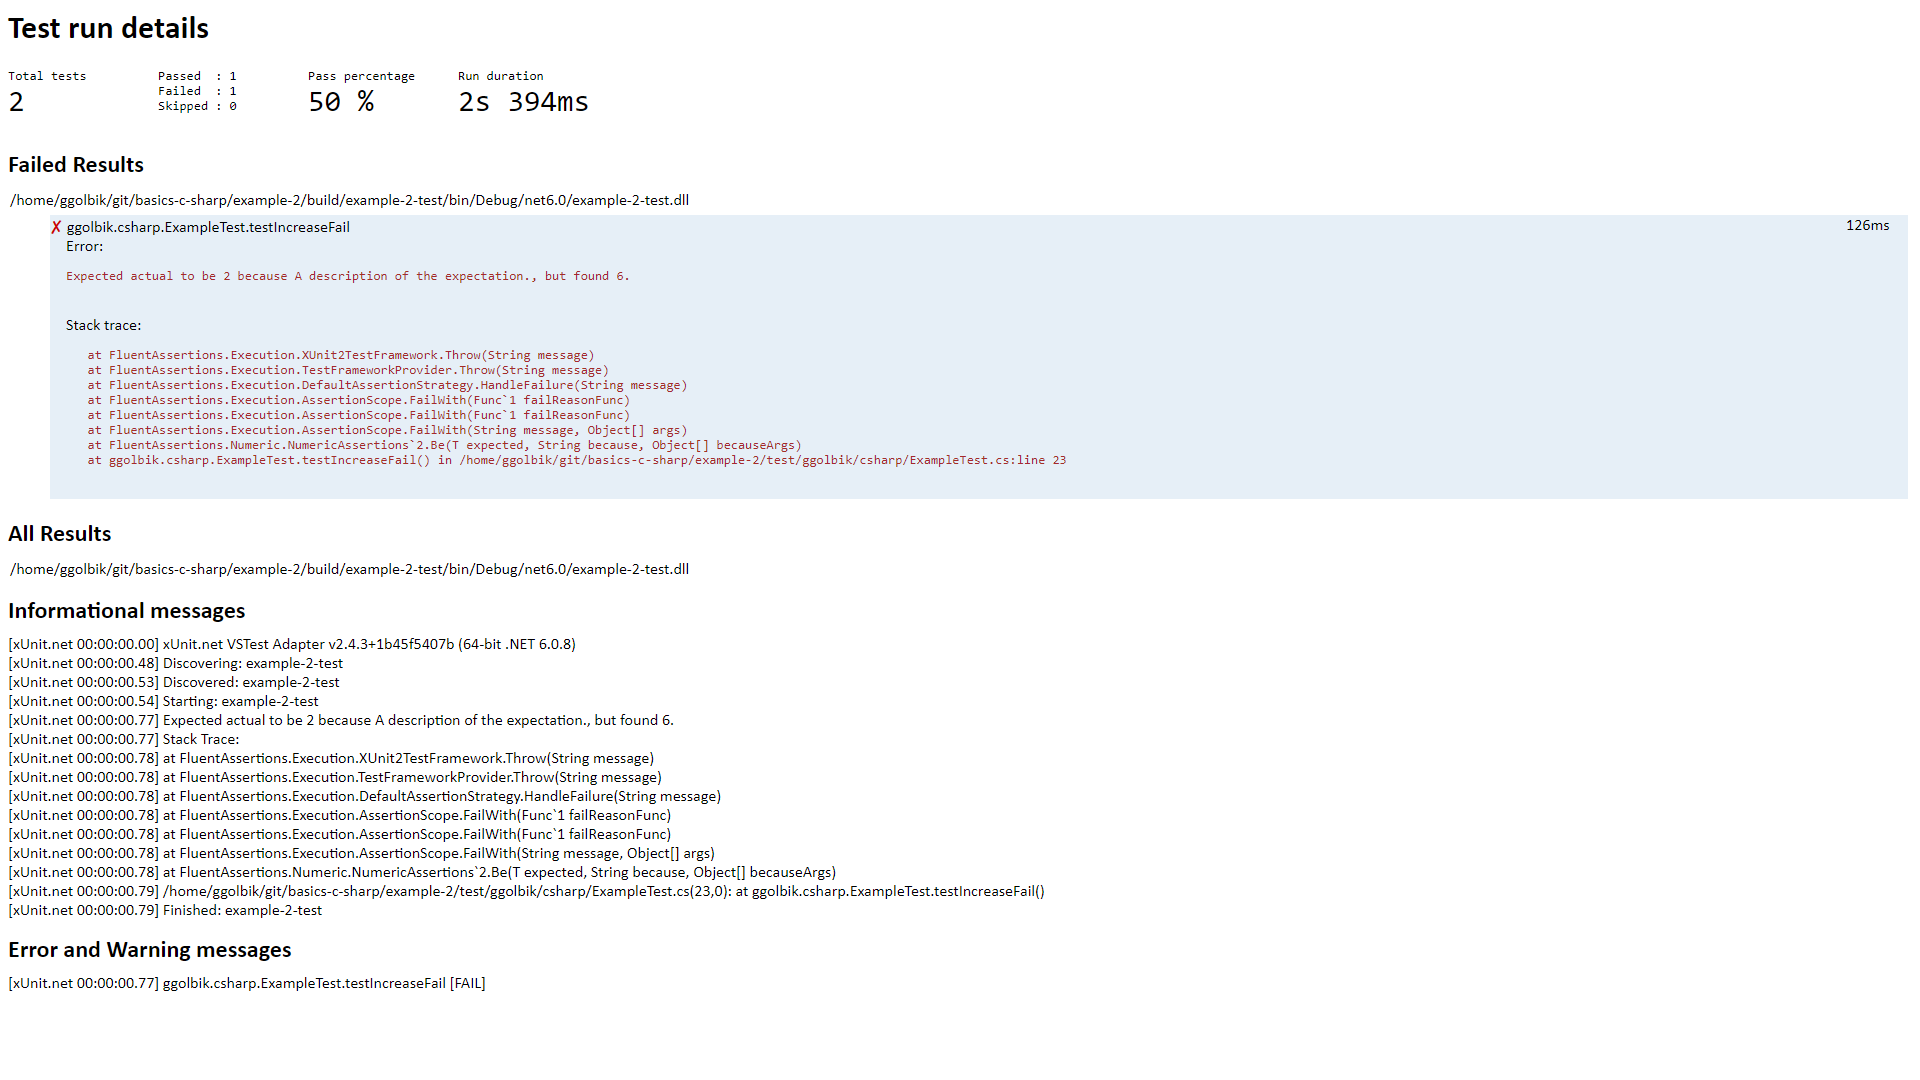 Test run details
Total tests
2
Passed  : 1
Failed  : 1
Skipped : 0
Pass percentage
50 %
Run duration
2s 394ms
Failed Results
/home/ggolbik/git/basics-c-sharp/example-2/build/example-2-test/bin/Debug/net6.0/example-2-test.dll
✗ ggolbik.csharp.ExampleTest.testIncreaseFail
126ms
Error:
Expected actual to be 2 because A description of the expectation., but found 6.
Stack trace:
at FluentAssertions.Execution.XUnit2TestFramework.Throw(String message)
at FluentAssertions.Execution.TestFrameworkProvider.Throw(String message)
at FluentAssertions.Execution.DefaultAssertionStrategy.HandleFailure(String message)
at FluentAssertions.Execution.AssertionScope.FailWith(Func`1 failReasonFunc)
at FluentAssertions.Execution.AssertionScope.FailWith(Func`1 failReasonFunc)
at FluentAssertions.Execution.AssertionScope.FailWith(String message, Object[] args)
at FluentAssertions.Numeric.NumericAssertions`2.Be(T expected, String because, Object[] becauseArgs)
at ggolbik.csharp.ExampleTest.testIncreaseFail() in /home/ggolbik/git/basics-c-sharp/example-2/test/ggolbik/csharp/ExampleTest.cs:line 23
All Results
/home/ggolbik/git/basics-c-sharp/example-2/build/example-2-test/bin/Debug/net6.0/example-2-test.dll
Informational messages
[xUnit.net 00:00:00.00] xUnit.net VSTest Adapter v2.4.3+1b45f5407b (64-bit .NET 6.0.8)
[xUnit.net 00:00:00.48] Discovering: example-2-test
[xUnit.net 00:00:00.53] Discovered: example-2-test
[xUnit.net 00:00:00.54] Starting: example-2-test
[xUnit.net 00:00:00.77] Expected actual to be 2 because A description of the expectation., but found 6.
[xUnit.net 00:00:00.77] Stack Trace:
[xUnit.net 00:00:00.78] at FluentAssertions.Execution.XUnit2TestFramework.Throw(String message)
[xUnit.net 00:00:00.78] at FluentAssertions.Execution.TestFrameworkProvider.Throw(String message)
[xUnit.net 00:00:00.78] at FluentAssertions.Execution.DefaultAssertionStrategy.HandleFailure(String message)
[xUnit.net 00:00:00.78] at FluentAssertions.Execution.AssertionScope.FailWith(Func`1 failReasonFunc)
[xUnit.net 00:00:00.78] at FluentAssertions.Execution.AssertionScope.FailWith(Func`1 failReasonFunc)
[xUnit.net 00:00:00.78] at FluentAssertions.Execution.AssertionScope.FailWith(String message, Object[] args)
[xUnit.net 00:00:00.78] at FluentAssertions.Numeric.NumericAssertions`2.Be(T expected, String because, Object[] becauseArgs)
[xUnit.net 00:00:00.79] /home/ggolbik/git/basics-c-sharp/example-2/test/ggolbik/csharp/ExampleTest.cs(23,0): at ggolbik.csharp.ExampleTest.testIncreaseFail()
[xUnit.net 00:00:00.79] Finished: example-2-test
Error and Warning messages
[xUnit.net 00:00:00.77] ggolbik.csharp.ExampleTest.testIncreaseFail [FAIL]